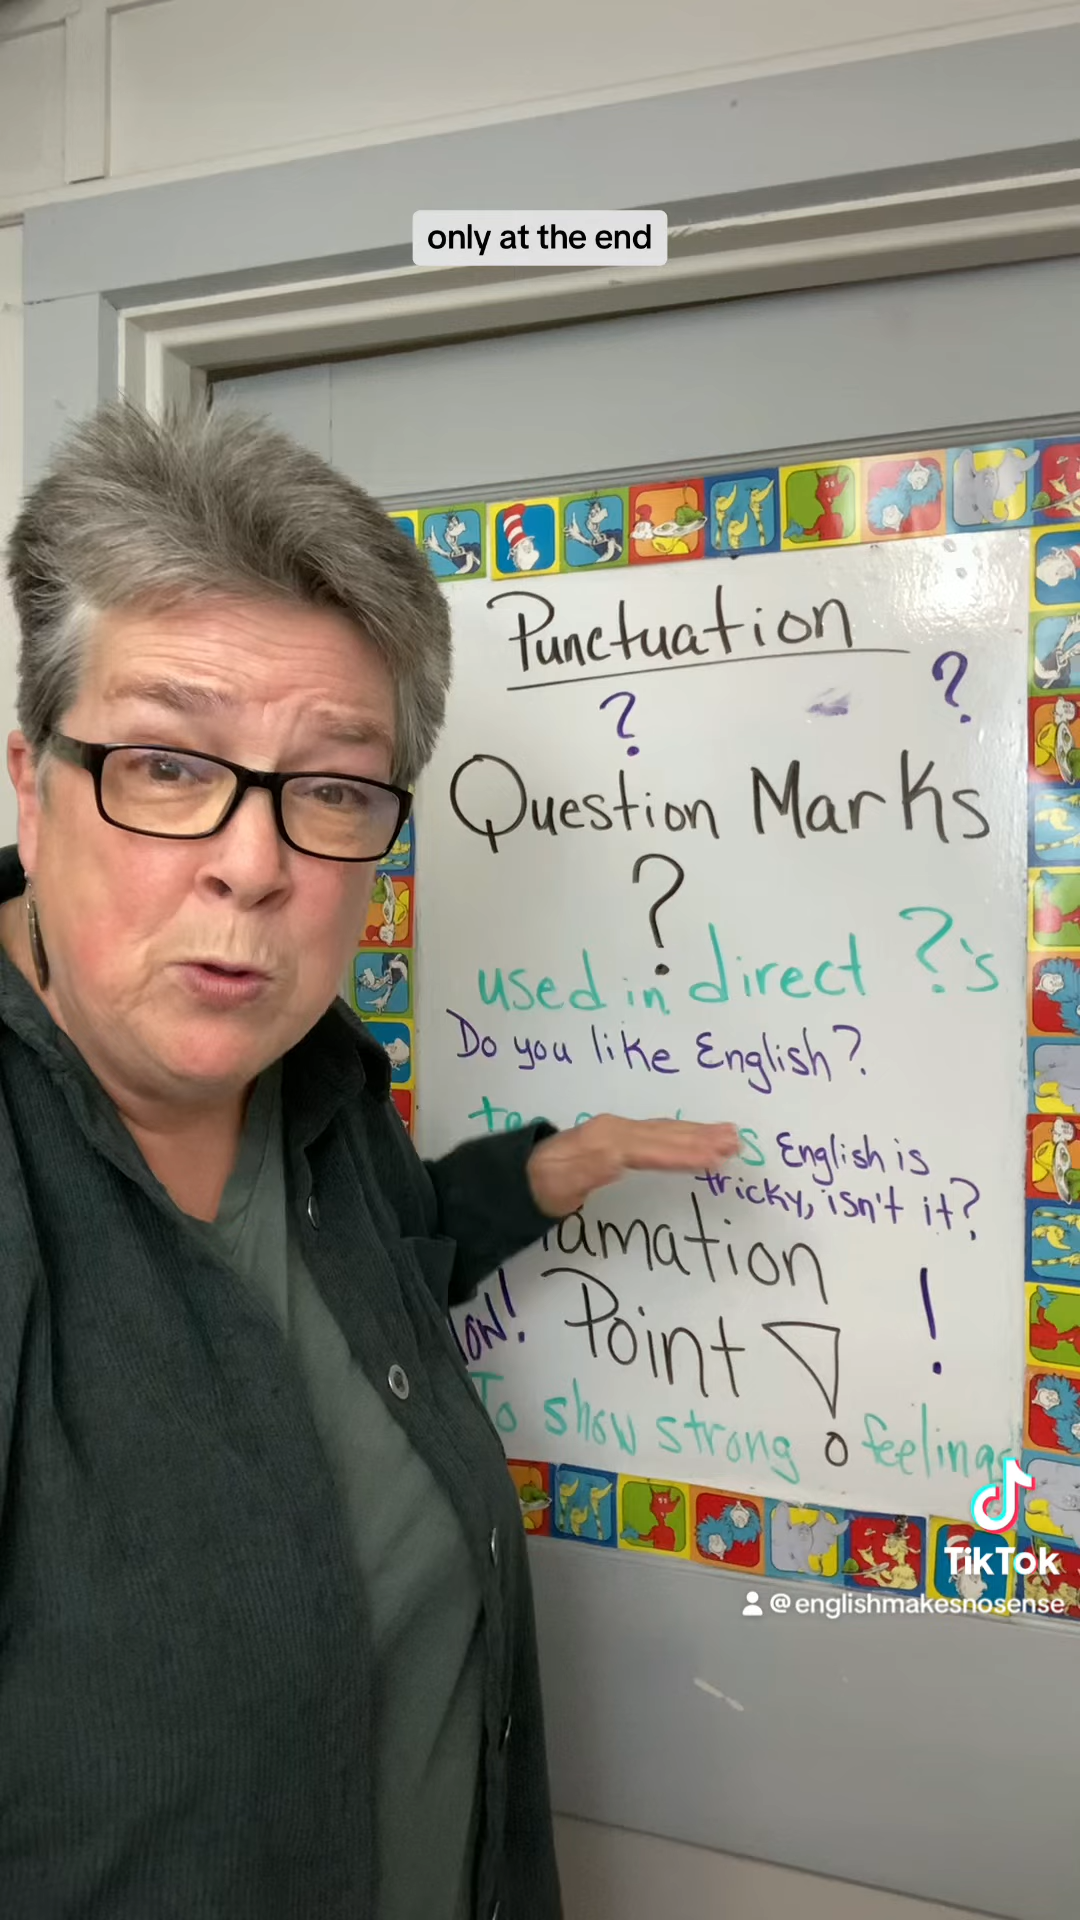 only at the end
Punctuation
? ?
Question Marks
?
used in direct ?'s
Do you like English?
English is
tricky, isn't it?
Point !
To show strong feelings
TikTok
@englishmakesnosense